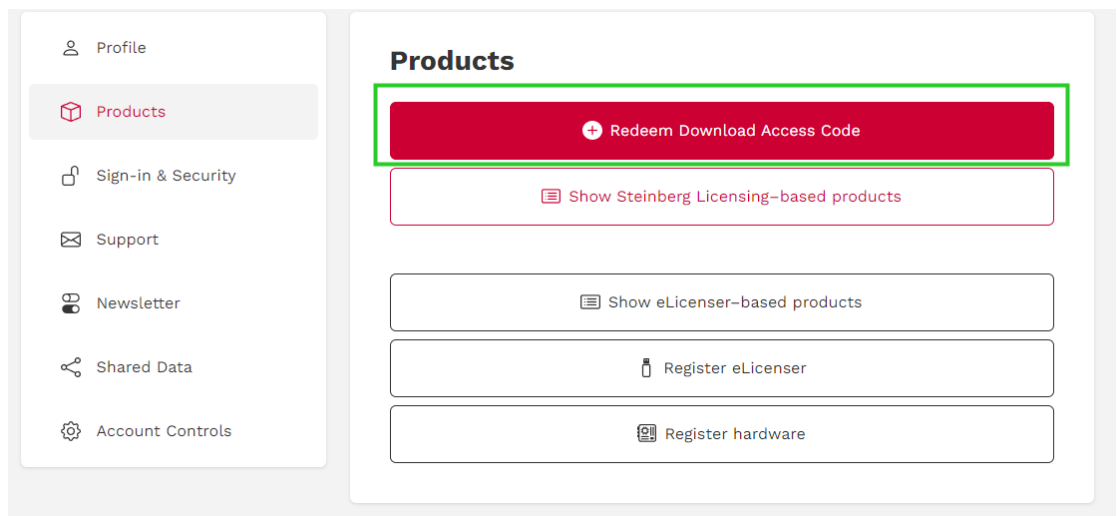 Profile
Products
Sign-in & Security
Support
Newsletter
Shared Data
Account Controls
Products
Redeem Download Access Code
Show Steinberg Licensing–based products
Show eLicenser–based products
Register eLicenser
Register hardware